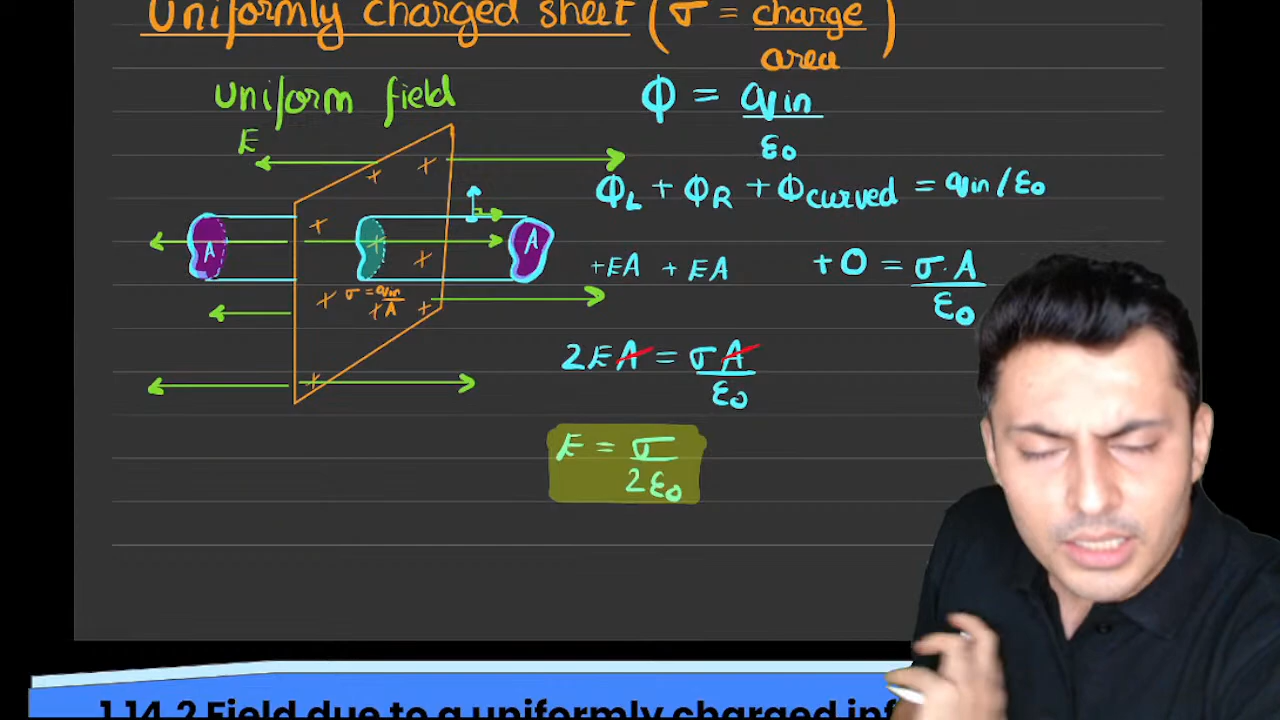 Uniformly charged sheet (σ = charge/area)
uniform field
E
ϕ = qin/ε0
ϕL + ϕR + ϕcurved = qin/ε0
A
A
+EA + EA + 0 = σ·A/ε0
σ = qin/A
2EA = σA/ε0
E = σ/2ε0
1.14.2 Field due to a uniformly charged inf